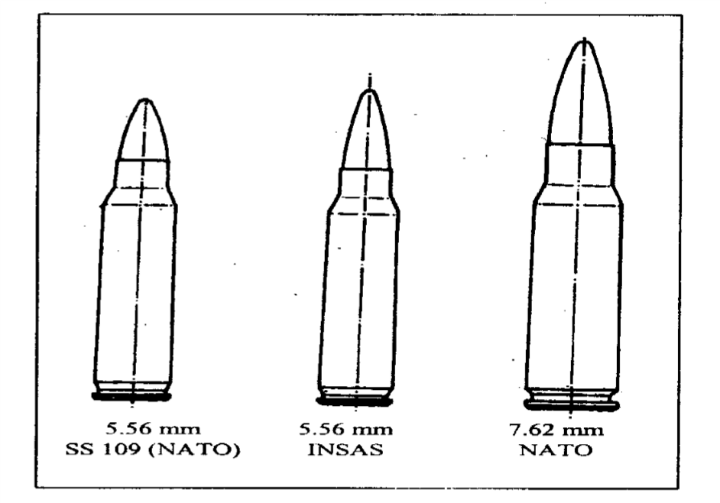 5.56 mm
SS 109 (NATO)
5.56 mm
INSAS
7.62 mm
NATO